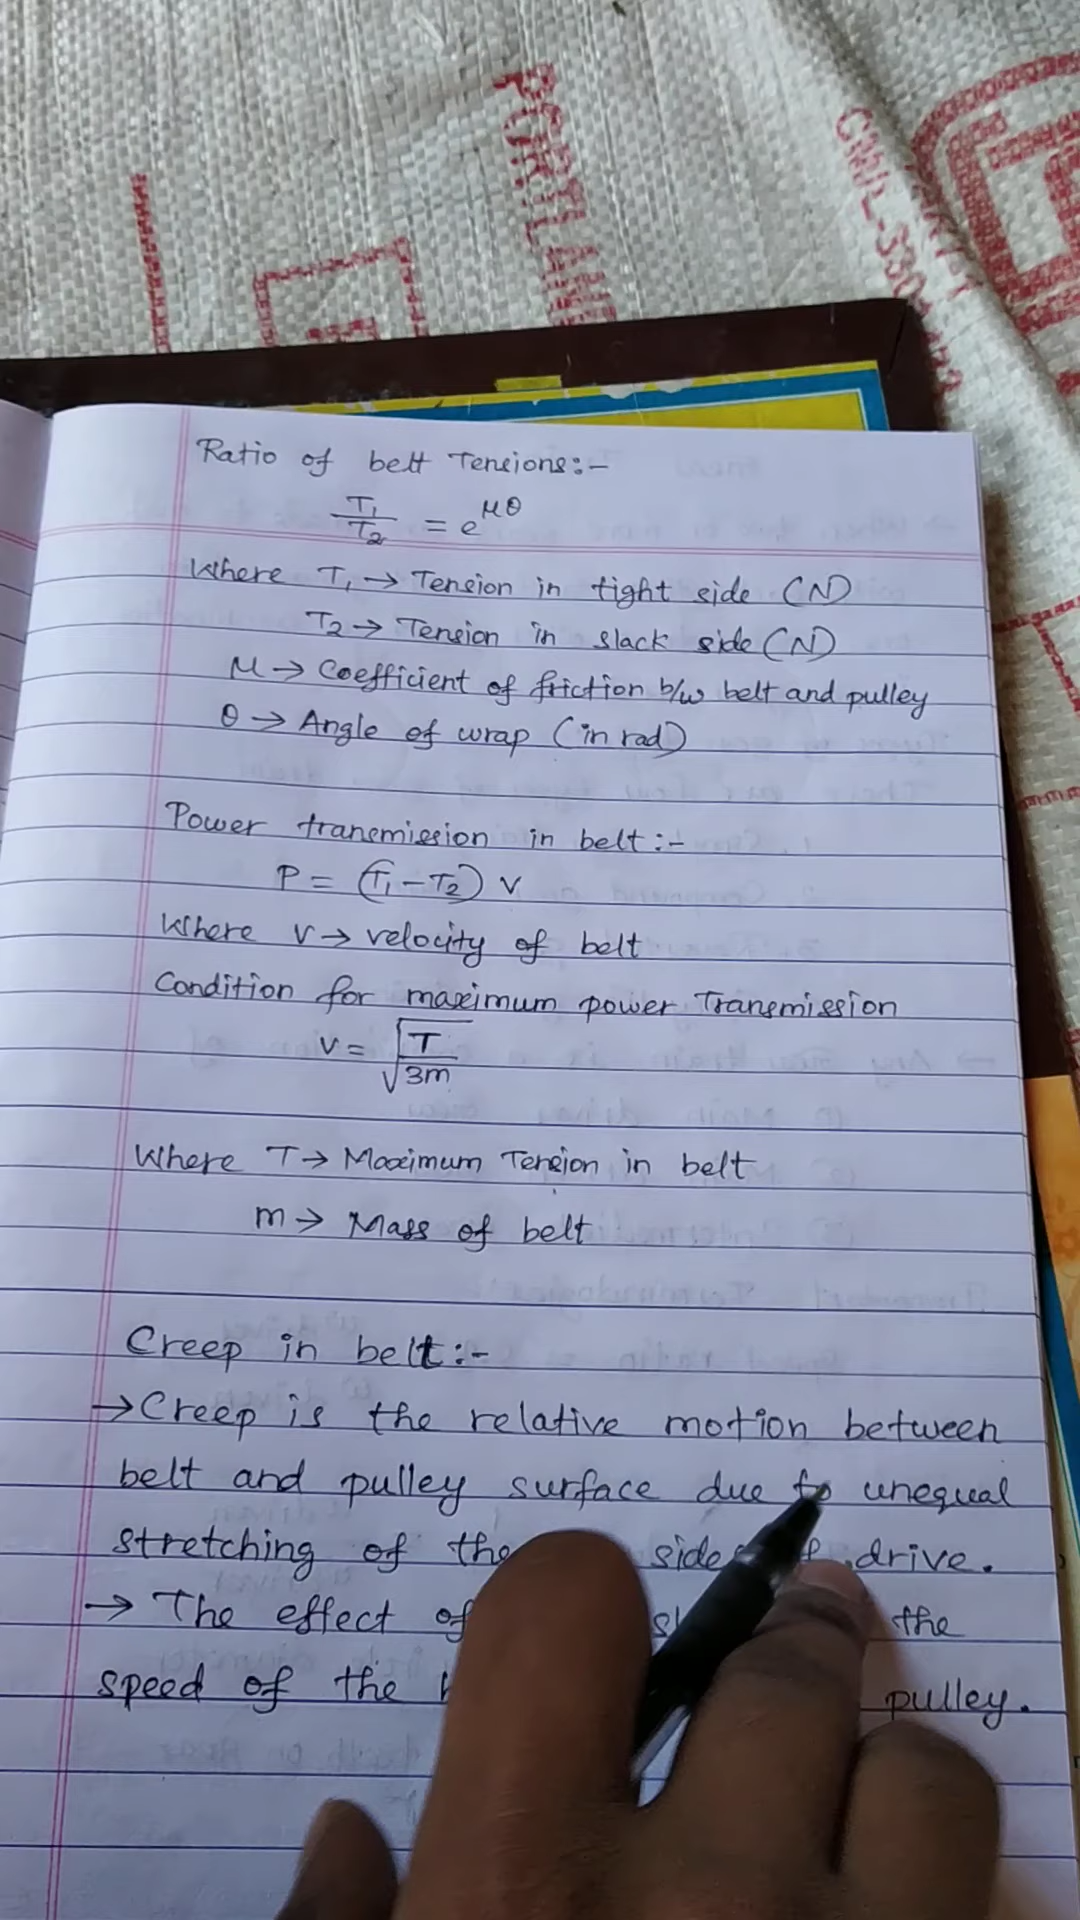 PORTLAND
Ratio of belt Tensions:-
T₁/T₂ = e^μθ
Where T₁ → Tension in tight side (N)
T₂ → Tension in slack side (N)
μ → Coefficient of friction b/w belt and pulley
θ → Angle of wrap (in rad)
Power transmission in belt :-
P = (T₁ - T₂) v
Where v → velocity of belt
Condition for maximum power Transmission
v = √(T/3m)
Where T → Maximum Tension in belt
m → Mass of belt
Creep in belt :-
→ Creep is the relative motion between
belt and pulley surface due to unequal
stretching of the side drive.
→ The effect of the
speed of the pulley.